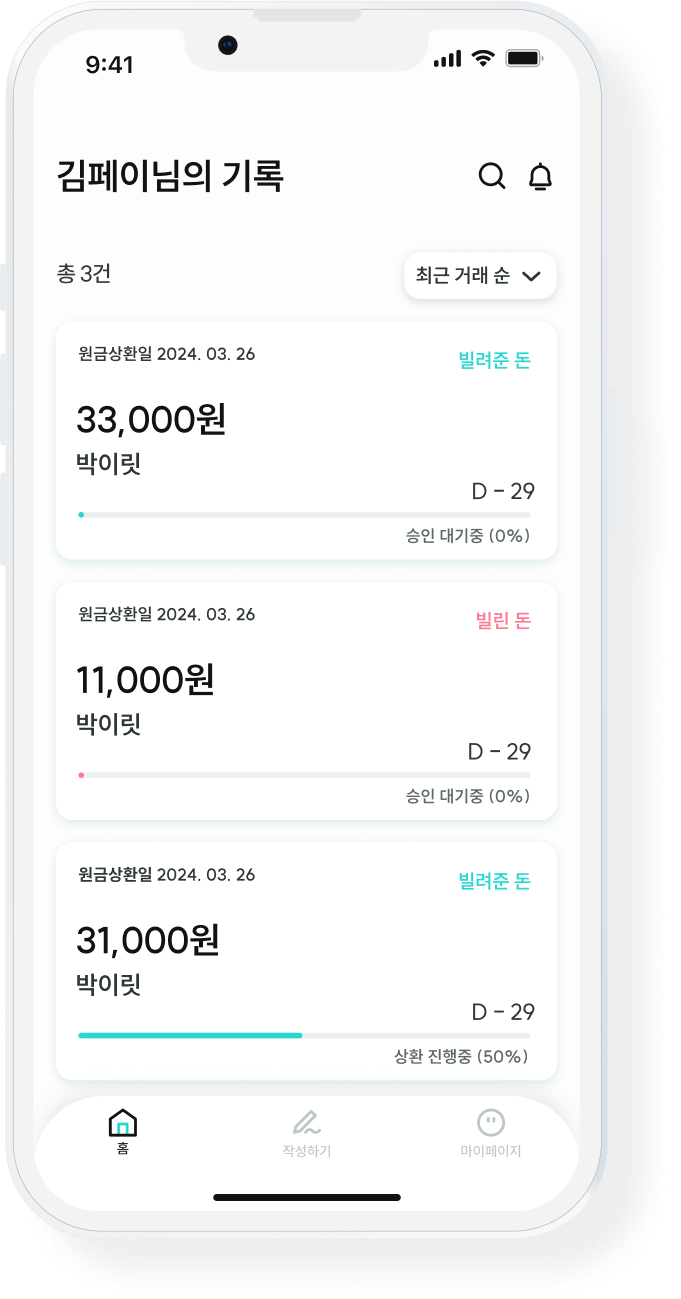 9:41
김페이님의 기록
총 3건
최근 거래 순
원금상환일 2024. 03. 26
빌려준 돈
33,000원
박이릿
D - 29
승인 대기중 (0%)
원금상환일 2024. 03. 26
빌린 돈
11,000원
박이릿
D - 29
승인 대기중 (0%)
원금상환일 2024. 03. 26
빌려준 돈
31,000원
박이릿
D - 29
상환 진행중 (50%)
홈
작성하기
마이페이지